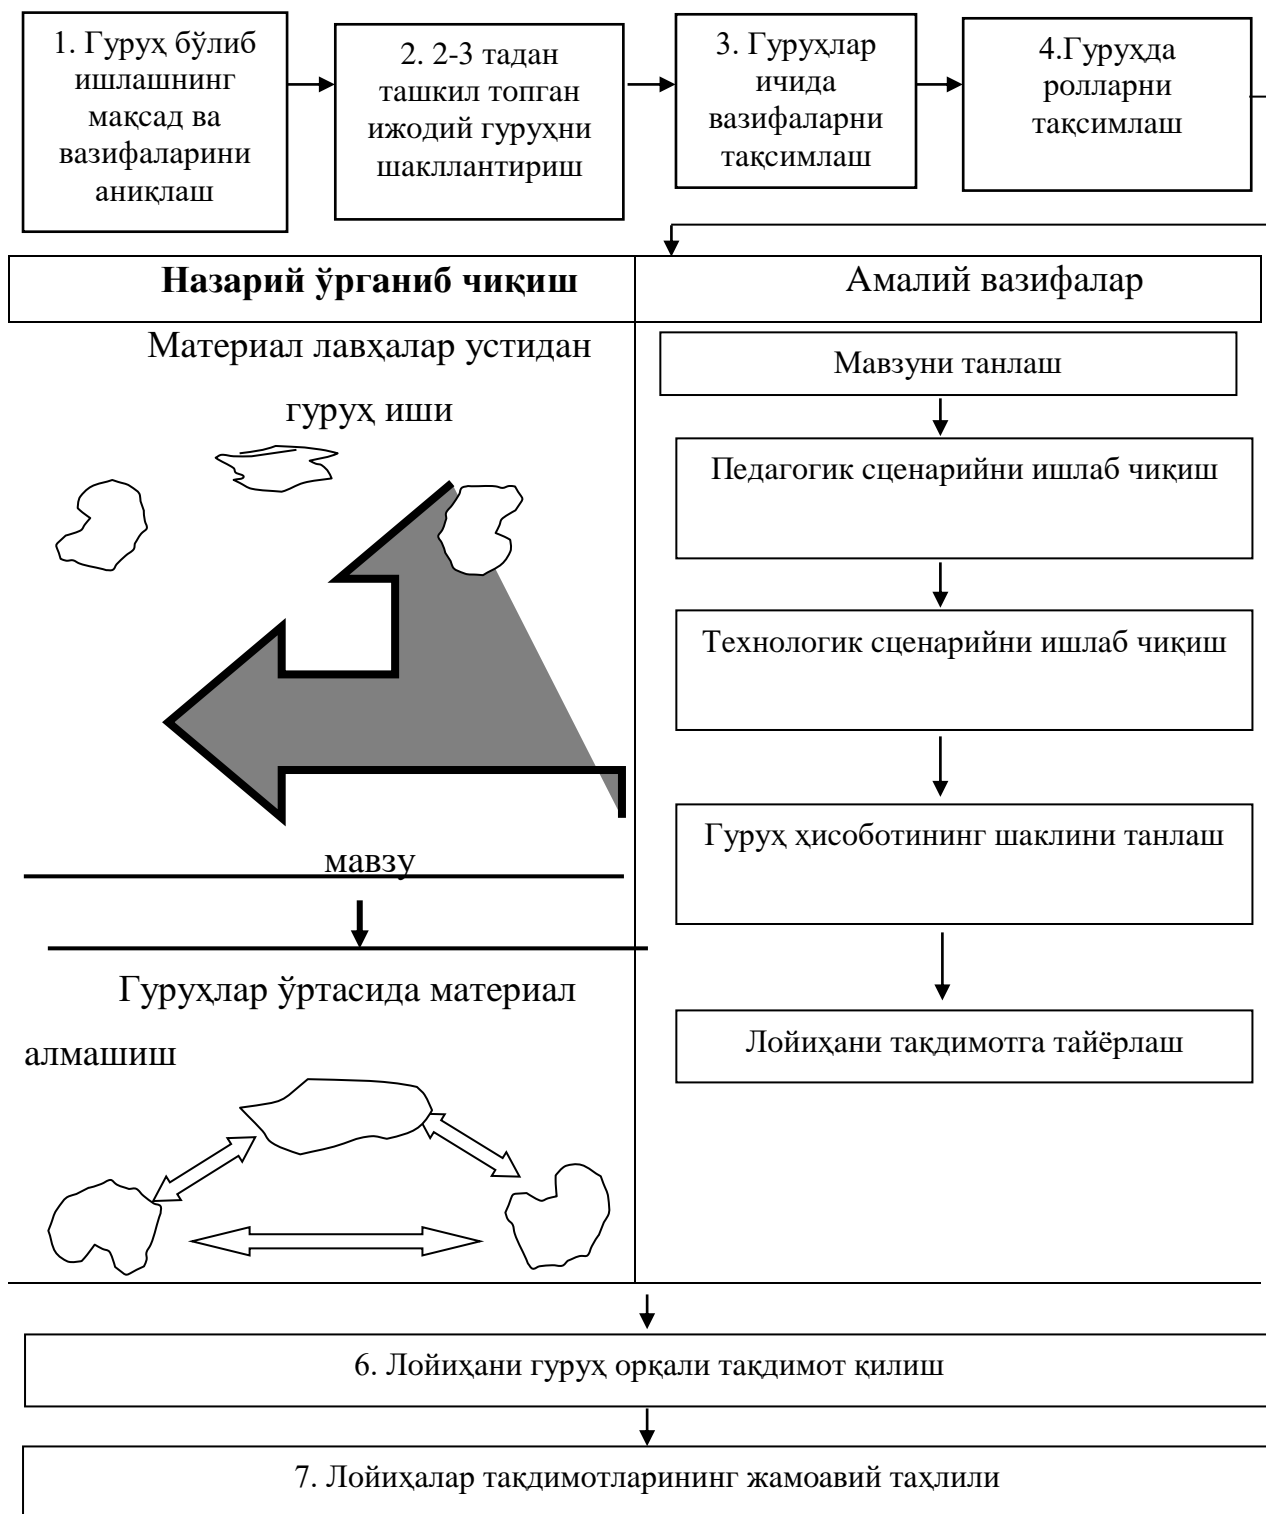 1. Гуруҳ бўлиб
ишлашнинг
мақсад ва
вазифаларини
аниқлаш
2. 2-3 тадан
ташкил топган
ижодий гуруҳни
шакллантириш
3. Гуруҳлар
ичида
вазифаларни
тақсимлаш
4.Гуруҳда
ролларни
тақсимлаш
Назарий ўрганиб чиқиш
Материал лавҳалар устидан
гуруҳ иши
мавзу
Гуруҳлар ўртасида материал
алмашиш
Амалий вазифалар
Мавзуни танлаш
Педагогик сценарийни ишлаб чиқиш
Технологик сценарийни ишлаб чиқиш
Гуруҳ ҳисоботининг шаклини танлаш
Лойиҳани тақдимотга тайёрлаш
6. Лойиҳани гуруҳ орқали тақдимот қилиш
7. Лойиҳалар тақдимотларининг жамоавий таҳлили